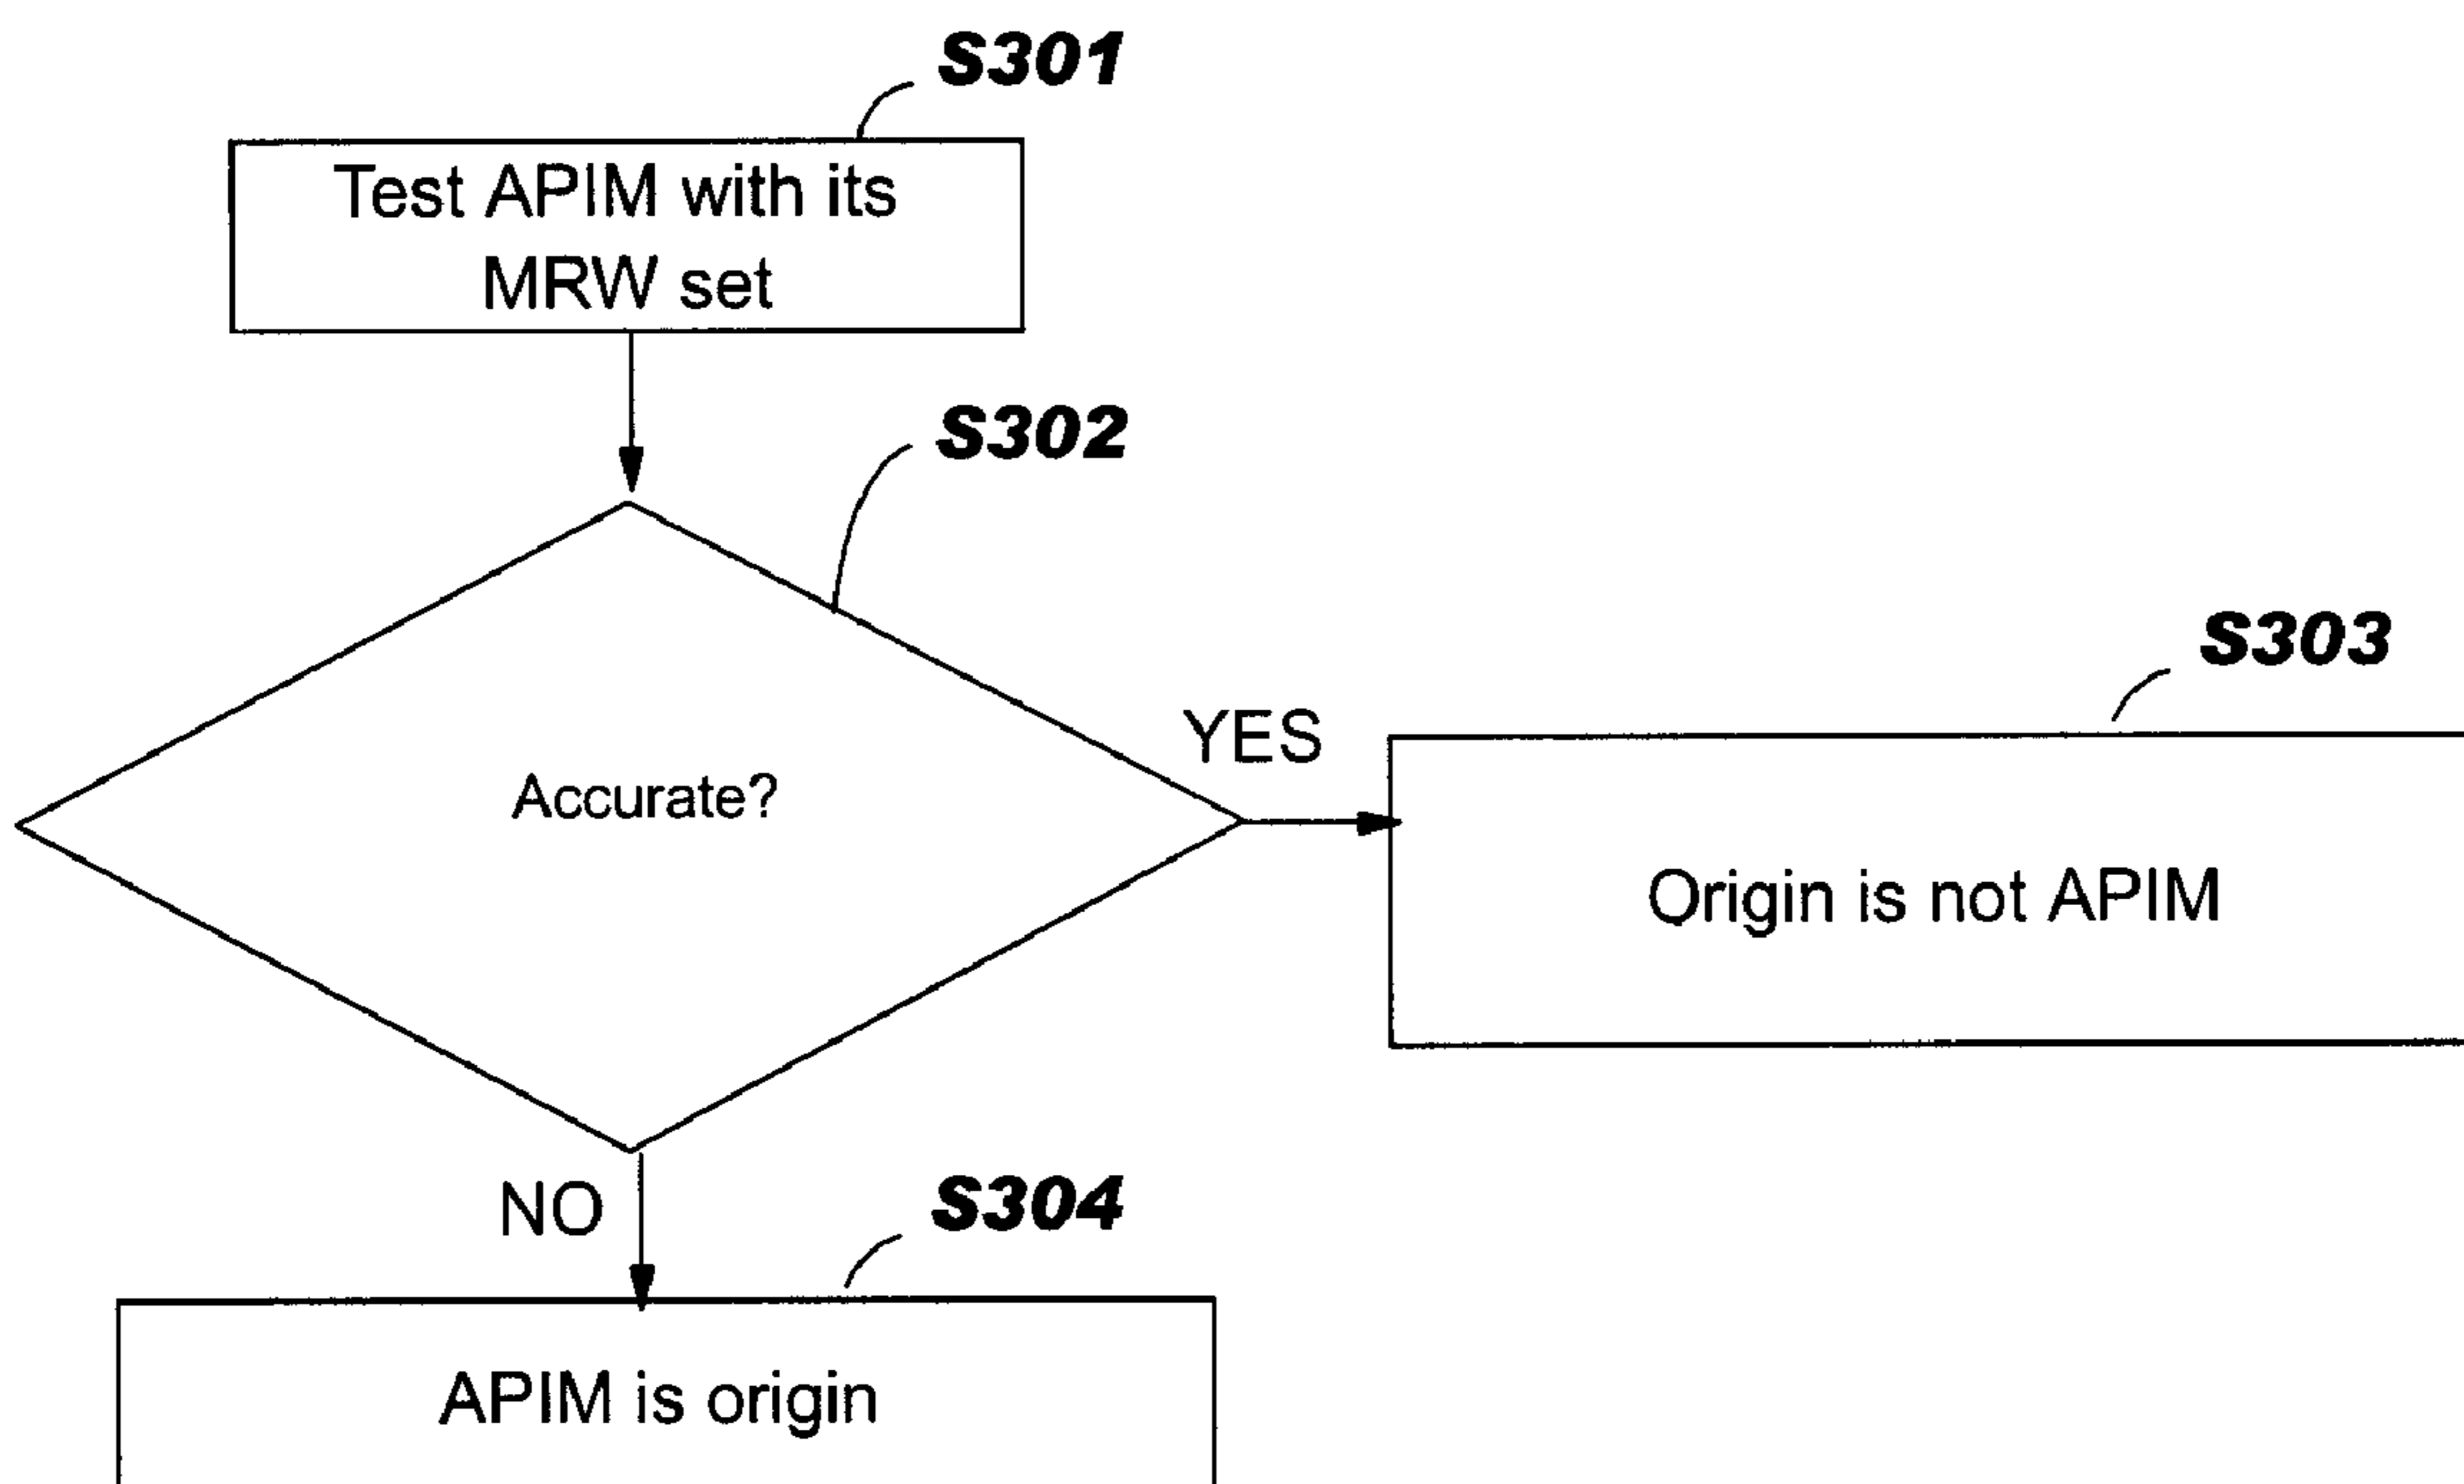 S301
Test APIM with its
MRW set
S302
Accurate?
YES
S303
Origin is not APIM
NO
S304
APIM is origin